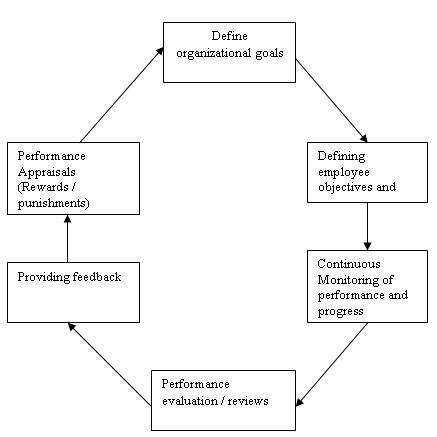 Define
organizational goals
Defining
employee
objectives and
Continuous
Monitoring of
performance and
progress
Performance
evaluation / reviews
Providing feedback
Performance
Appraisals
(Rewards /
punishments)